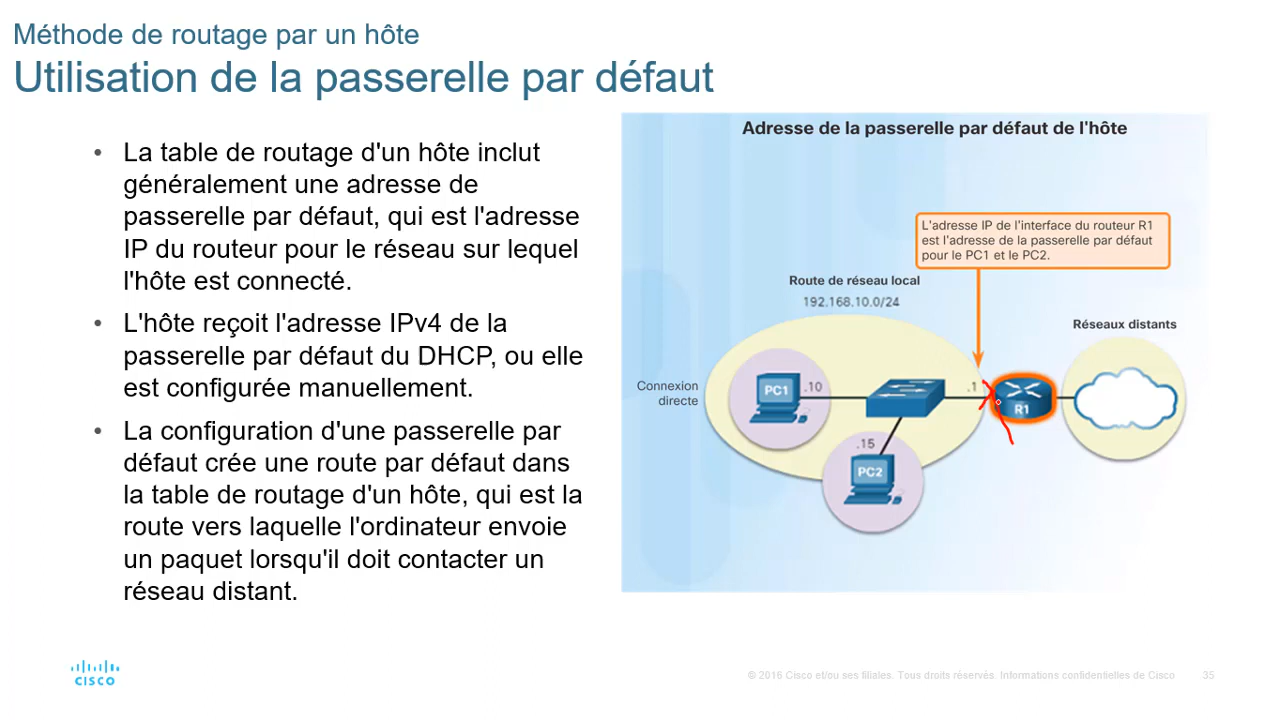 Méthode de routage par un hôte
Utilisation de la passerelle par défaut
• La table de routage d'un hôte inclut
généralement une adresse de
passerelle par défaut, qui est l'adresse
IP du routeur pour le réseau sur lequel
l'hôte est connecté.
• L'hôte reçoit l'adresse IPv4 de la
passerelle par défaut du DHCP, ou elle
est configurée manuellement.
• La configuration d'une passerelle par
défaut crée une route par défaut dans
la table de routage d'un hôte, qui est la
route vers laquelle l'ordinateur envoie
un paquet lorsqu'il doit contacter un
réseau distant.
Adresse de la passerelle par défaut de l'hôte
L'adresse IP de l'interface du routeur R1
est l'adresse de la passerelle par défaut
pour le PC1 et le PC2.
Route de réseau local
192.168.10.0/24
Réseaux distants
Connexion
directe
PC1
.10
.1
R1
.15
PC2
CISCO
© 2016 Cisco et/ou ses filiales. Tous droits réservés. Informations confidentielles de Cisco
35